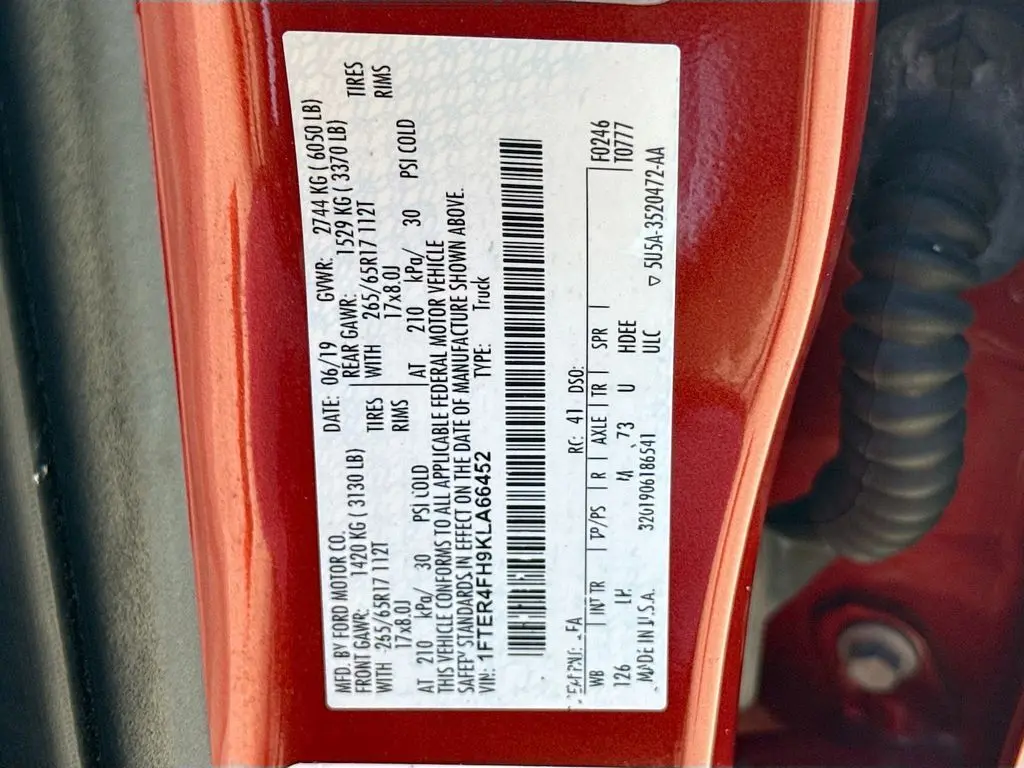 MFD. BY FORD MOTOR CO.
DATE: 06/19 GVWR: 2744 KG ( 6050 LB)
FRONT GAWR: 1420 KG ( 3130 LB) REAR GAWR: 1529 KG ( 3370 LB)
WITH 265/65R17 112T TIRES WITH 265/65R17 112T TIRES
17x8.0J RIMS 17x8.0J RIMS
AT 210 kPa/ 30 PSI COLD AT 210 kPa/ 30 PSI COLD
THIS VEHICLE CONFORMS TO ALL APPLICABLE FEDERAL MOTOR VEHICLE
SAFETY STANDARDS IN EFFECT ON THE DATE OF MANUFACTURE SHOWN ABOVE.
VIN: 1FTER4FH9KLA66452 TYPE: Truck
RC: 41 DSO: F0246
WB INT TR TP/PS R AXLE TR SPR T0777
126 73 U HDEE
ULC
MADE IN U.S.A. 3201906186541 ▽ 5U5A-3520472-AA